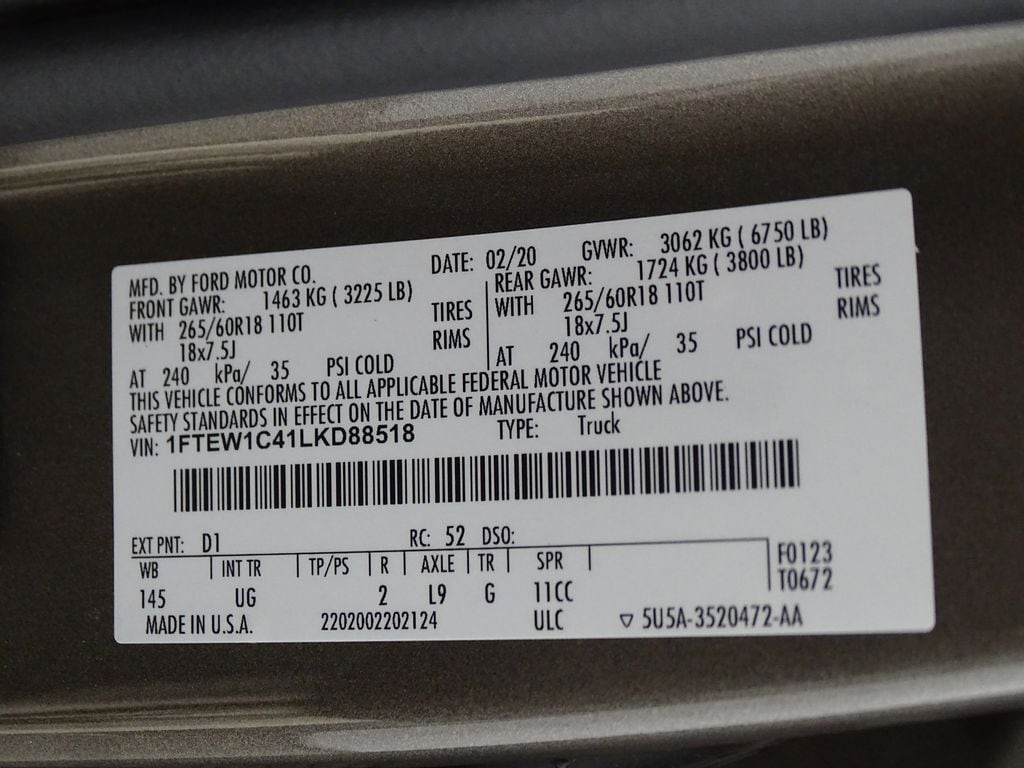 MFD. BY FORD MOTOR CO. DATE: 02/20 GVWR: 3062 KG ( 6750 LB)
FRONT GAWR: 1463 KG ( 3225 LB) REAR GAWR: 1724 KG ( 3800 LB)
WITH 265/60R18 110T TIRES WITH 265/60R18 110T TIRES
18x7.5J RIMS 18x7.5J RIMS
AT 240 kPa/ 35 PSI COLD AT 240 kPa/ 35 PSI COLD
THIS VEHICLE CONFORMS TO ALL APPLICABLE FEDERAL MOTOR VEHICLE
SAFETY STANDARDS IN EFFECT ON THE DATE OF MANUFACTURE SHOWN ABOVE.
VIN: 1FTEW1C41LKD88518 TYPE: Truck
EXT PNT: D1 RC: 52 DSO:
WB INT TR TP/PS R AXLE TR SPR F0123
145 UG 2 L9 G 11CC T0672
MADE IN U.S.A. 2202002202124 ULC ▽ 5U5A-3520472-AA